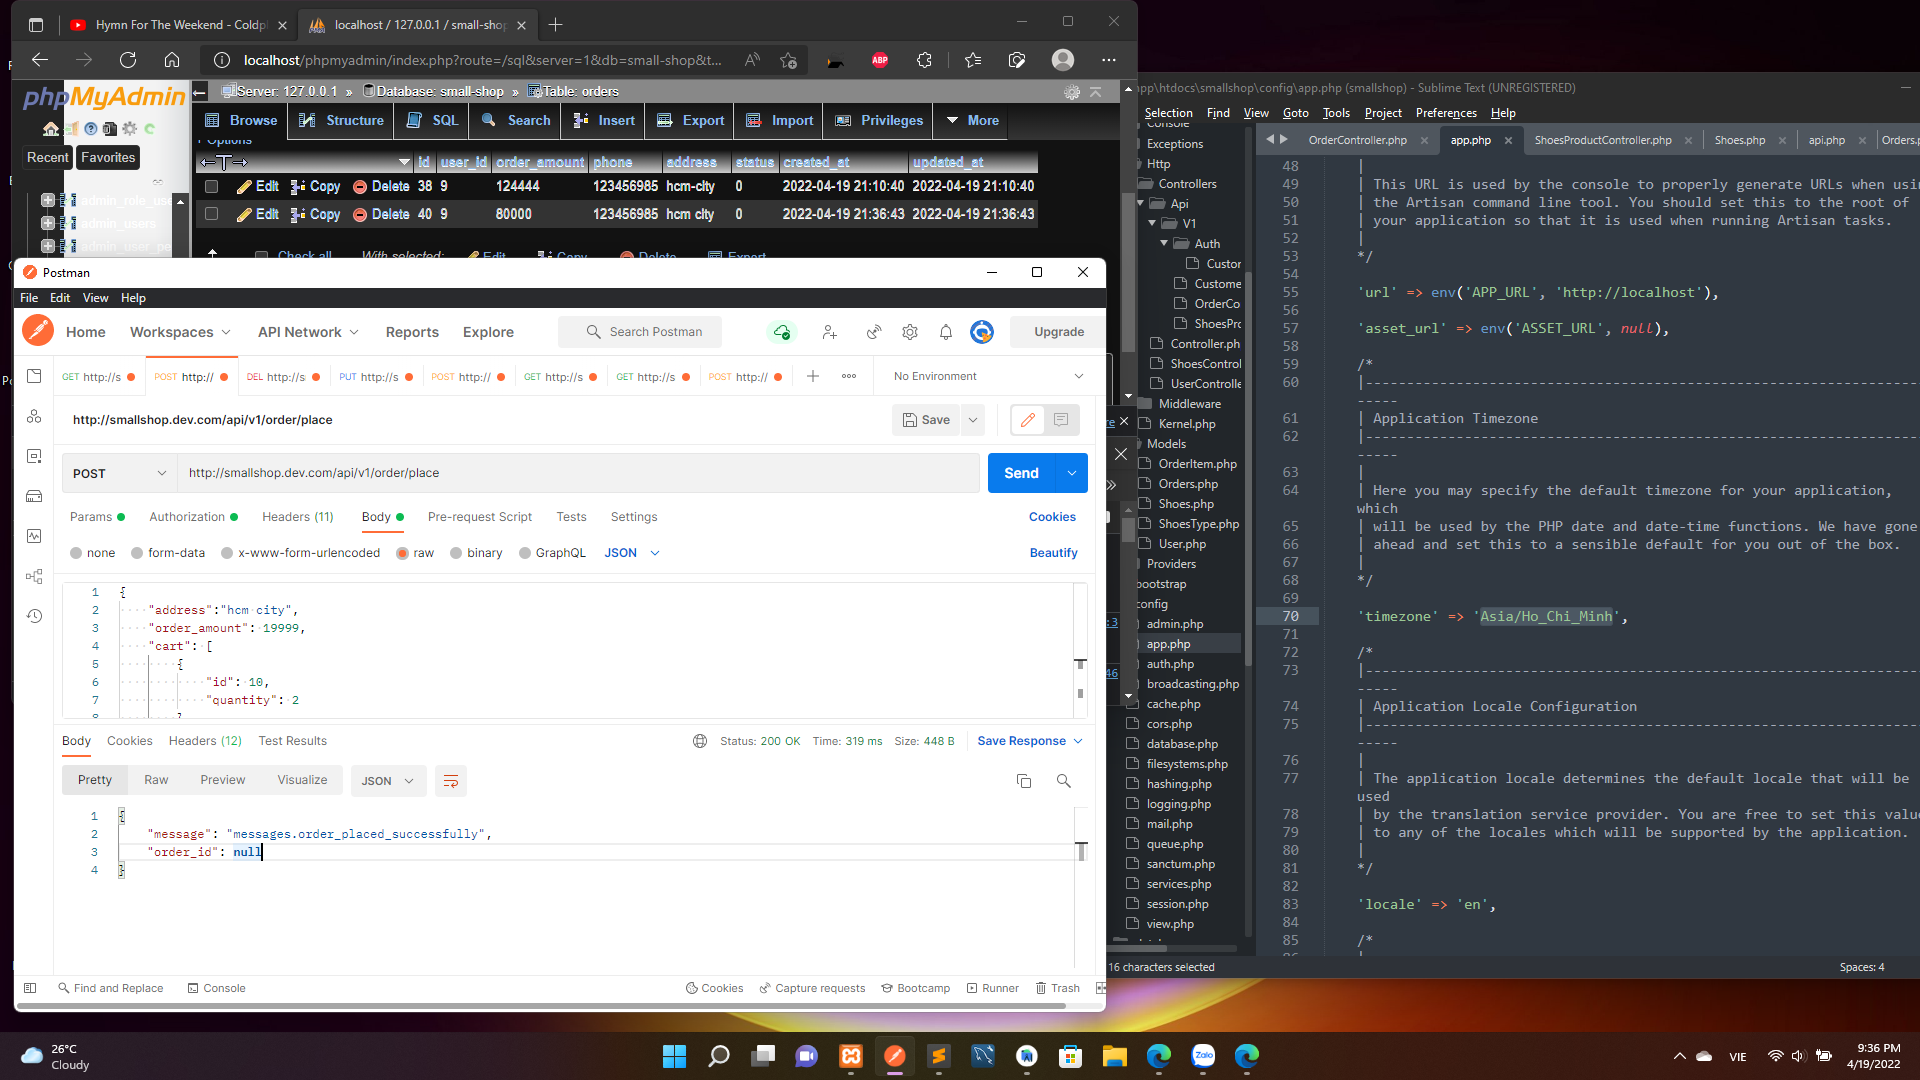 Hymn For The Weekend - Coldp
localhost / 127.0.0.1 / small-shop
localhost/phpmyadmin/index.php?route=/sql&server=1&db=small-shop&t...
ABP
phpMyAdmin
Recent
Favorites
admin_role_use
admin_users
admin_user_pe
Server: 127.0.0.1 » Database: small-shop » Table: orders
Browse
Structure
SQL
Search
Insert
Export
Import
Privileges
More
Options
id user_id order_amount phone address status created_at updated_at
Edit Copy Delete 38 9 124444 123456985 hcm-city 0 2022-04-19 21:10:40 2022-04-19 21:10:40
Edit Copy Delete 40 9 80000 123456985 hcm city 0 2022-04-19 21:36:43 2022-04-19 21:36:43
Check all With selected: Edit Copy Delete Export
Postman
File Edit View Help
Home Workspaces API Network Reports Explore
Search Postman
Upgrade
GET http://s
POST http://
DEL http://s
PUT http://s
POST http://
GET http://s
GET http://s
POST http://
No Environment
http://smallshop.dev.com/api/v1/order/place
Save
POST
http://smallshop.dev.com/api/v1/order/place
Send
Params
Authorization
Headers (11)
Body
Pre-request Script
Tests
Settings
Cookies
none form-data x-www-form-urlencoded raw binary GraphQL JSON
Beautify
1 {
2 "address":"hcm city",
3 "order_amount": 19999,
4 "cart": [
5 {
6 "id": 10,
7 "quantity": 2
8 }
Body Cookies Headers (12) Test Results
Status: 200 OK Time: 319 ms Size: 448 B
Save Response
Pretty Raw Preview Visualize JSON
1 {
2 "message": "messages.order_placed_successfully",
3 "order_id": null
4 }
Find and Replace
Console
Cookies
Capture requests
Bootcamp
Runner
Trash
app\htdocs\smallshop\config\app.php (smallshop) - Sublime Text (UNREGISTERED)
Selection Find View Goto Tools Project Preferences Help
Console
Exceptions
Http
Controllers
Api
V1
Auth
Custor
Custome
OrderCo
ShoesPrc
Controller.ph
ShoesControl
UserControlle
Middleware
Kernel.php
Models
OrderItem.php
Orders.php
Shoes.php
ShoesType.php
User.php
Providers
bootstrap
config
admin.php
app.php
auth.php
broadcasting.php
cache.php
cors.php
database.php
filesystems.php
hashing.php
logging.php
mail.php
queue.php
sanctum.php
services.php
session.php
view.php
:3
46
OrderController.php
app.php
ShoesProductController.php
Shoes.php
api.php
Orders.p
48 |
49 | This URL is used by the console to properly generate URLs when usin
50 | the Artisan command line tool. You should set this to the root of
51 | your application so that it is used when running Artisan tasks.
52 |
53 */
54
55 'url' => env('APP_URL', 'http://localhost'),
56
57 'asset_url' => env('ASSET_URL', null),
58
59 /*
60 |--------------------------------------------------------------------------
-----
61 | Application Timezone
62 |--------------------------------------------------------------------------
-----
63 |
64 | Here you may specify the default timezone for your application,
which
65 | will be used by the PHP date and date-time functions. We have gone
66 | ahead and set this to a sensible default for you out of the box.
67 |
68 */
69
70 'timezone' => 'Asia/Ho_Chi_Minh',
71
72 /*
73 |--------------------------------------------------------------------------
-----
74 | Application Locale Configuration
75 |--------------------------------------------------------------------------
-----
76 |
77 | The application locale determines the default locale that will be
used
78 | by the translation service provider. You are free to set this value
79 | to any of the locales which will be supported by the application.
80 |
81 */
82
83 'locale' => 'en',
84
85 /*
16 characters selected
Spaces: 4
26°C
Cloudy
Zalo
VIE
9:36 PM
4/19/2022